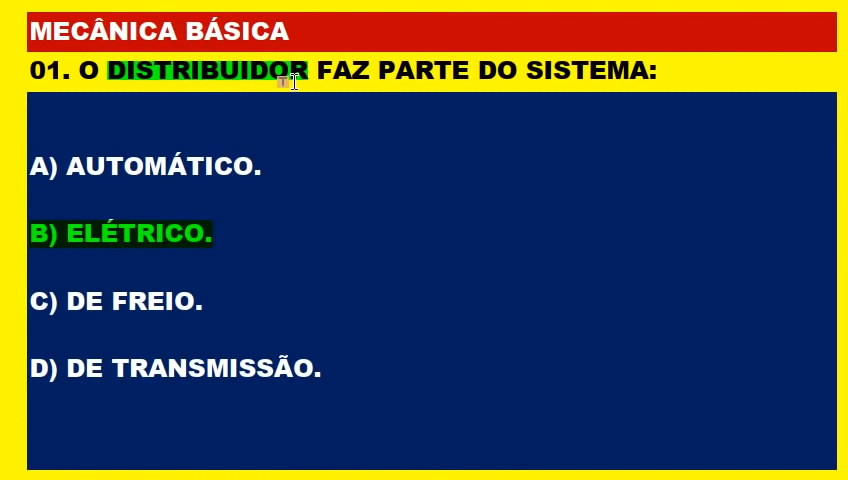 MECÂNICA BÁSICA
01. O DISTRIBUIDOR FAZ PARTE DO SISTEMA:
A) AUTOMÁTICO.
B) ELÉTRICO.
C) DE FREIO.
D) DE TRANSMISSÃO.